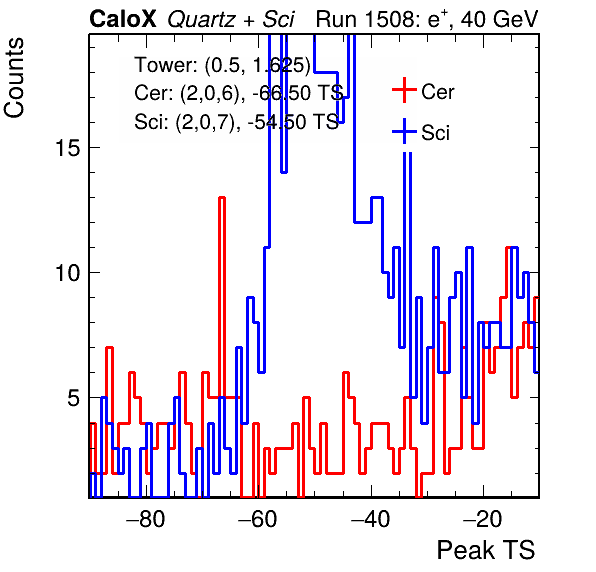 CaloX Quartz + Sci Run 1508: e+, 40 GeV
Counts
Tower: (0.5, 1.625)
Cer: (2,0,6), -66.50 TS
Sci: (2,0,7), -54.50 TS
Cer
Sci
15
10
5
−80 −60 −40 −20
Peak TS